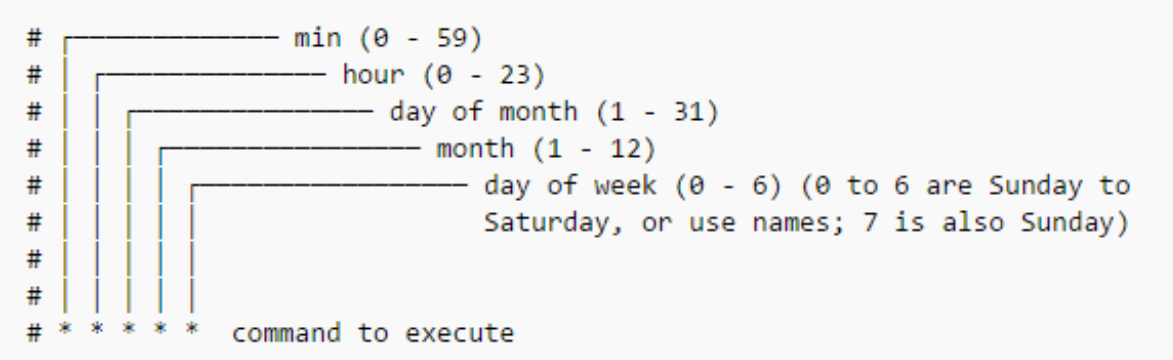 # ┌───────────── min (0 - 59)
# │ ┌────────────── hour (0 - 23)
# │ │ ┌─────────────── day of month (1 - 31)
# │ │ │ ┌──────────────── month (1 - 12)
# │ │ │ │ ┌───────────────── day of week (0 - 6) (0 to 6 are Sunday to
# │ │ │ │ │                  Saturday, or use names; 7 is also Sunday)
# │ │ │ │ │
# │ │ │ │ │
# * * * * *  command to execute